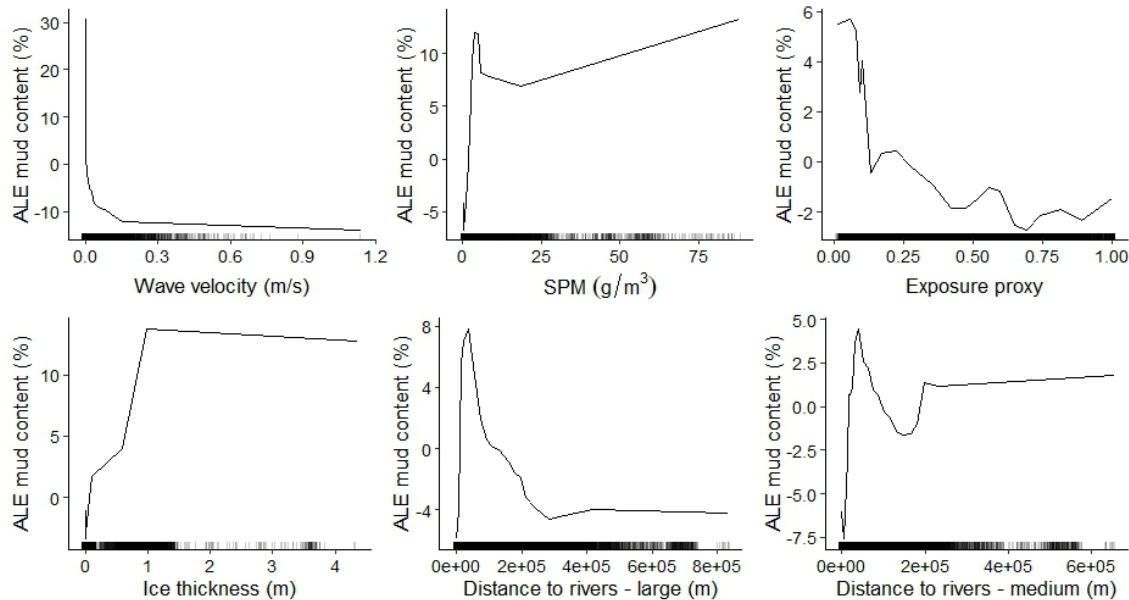 ALE mud content (%)
30
20
10
0
-10
0.0 0.3 0.6 0.9 1.2
Wave velocity (m/s)
ALE mud content (%)
10
5
0
-5
0 25 50 75
SPM (g/m³)
ALE mud content (%)
6
4
2
0
-2
0.00 0.25 0.50 0.75 1.00
Exposure proxy
ALE mud content (%)
10
5
0
0 1 2 3 4
Ice thickness (m)
ALE mud content (%)
8
4
0
-4
0e+00 2e+05 4e+05 6e+05 8e+05
Distance to rivers - large (m)
ALE mud content (%)
5.0
2.5
0.0
-2.5
-5.0
-7.5
0e+00 2e+05 4e+05 6e+05
Distance to rivers - medium (m)